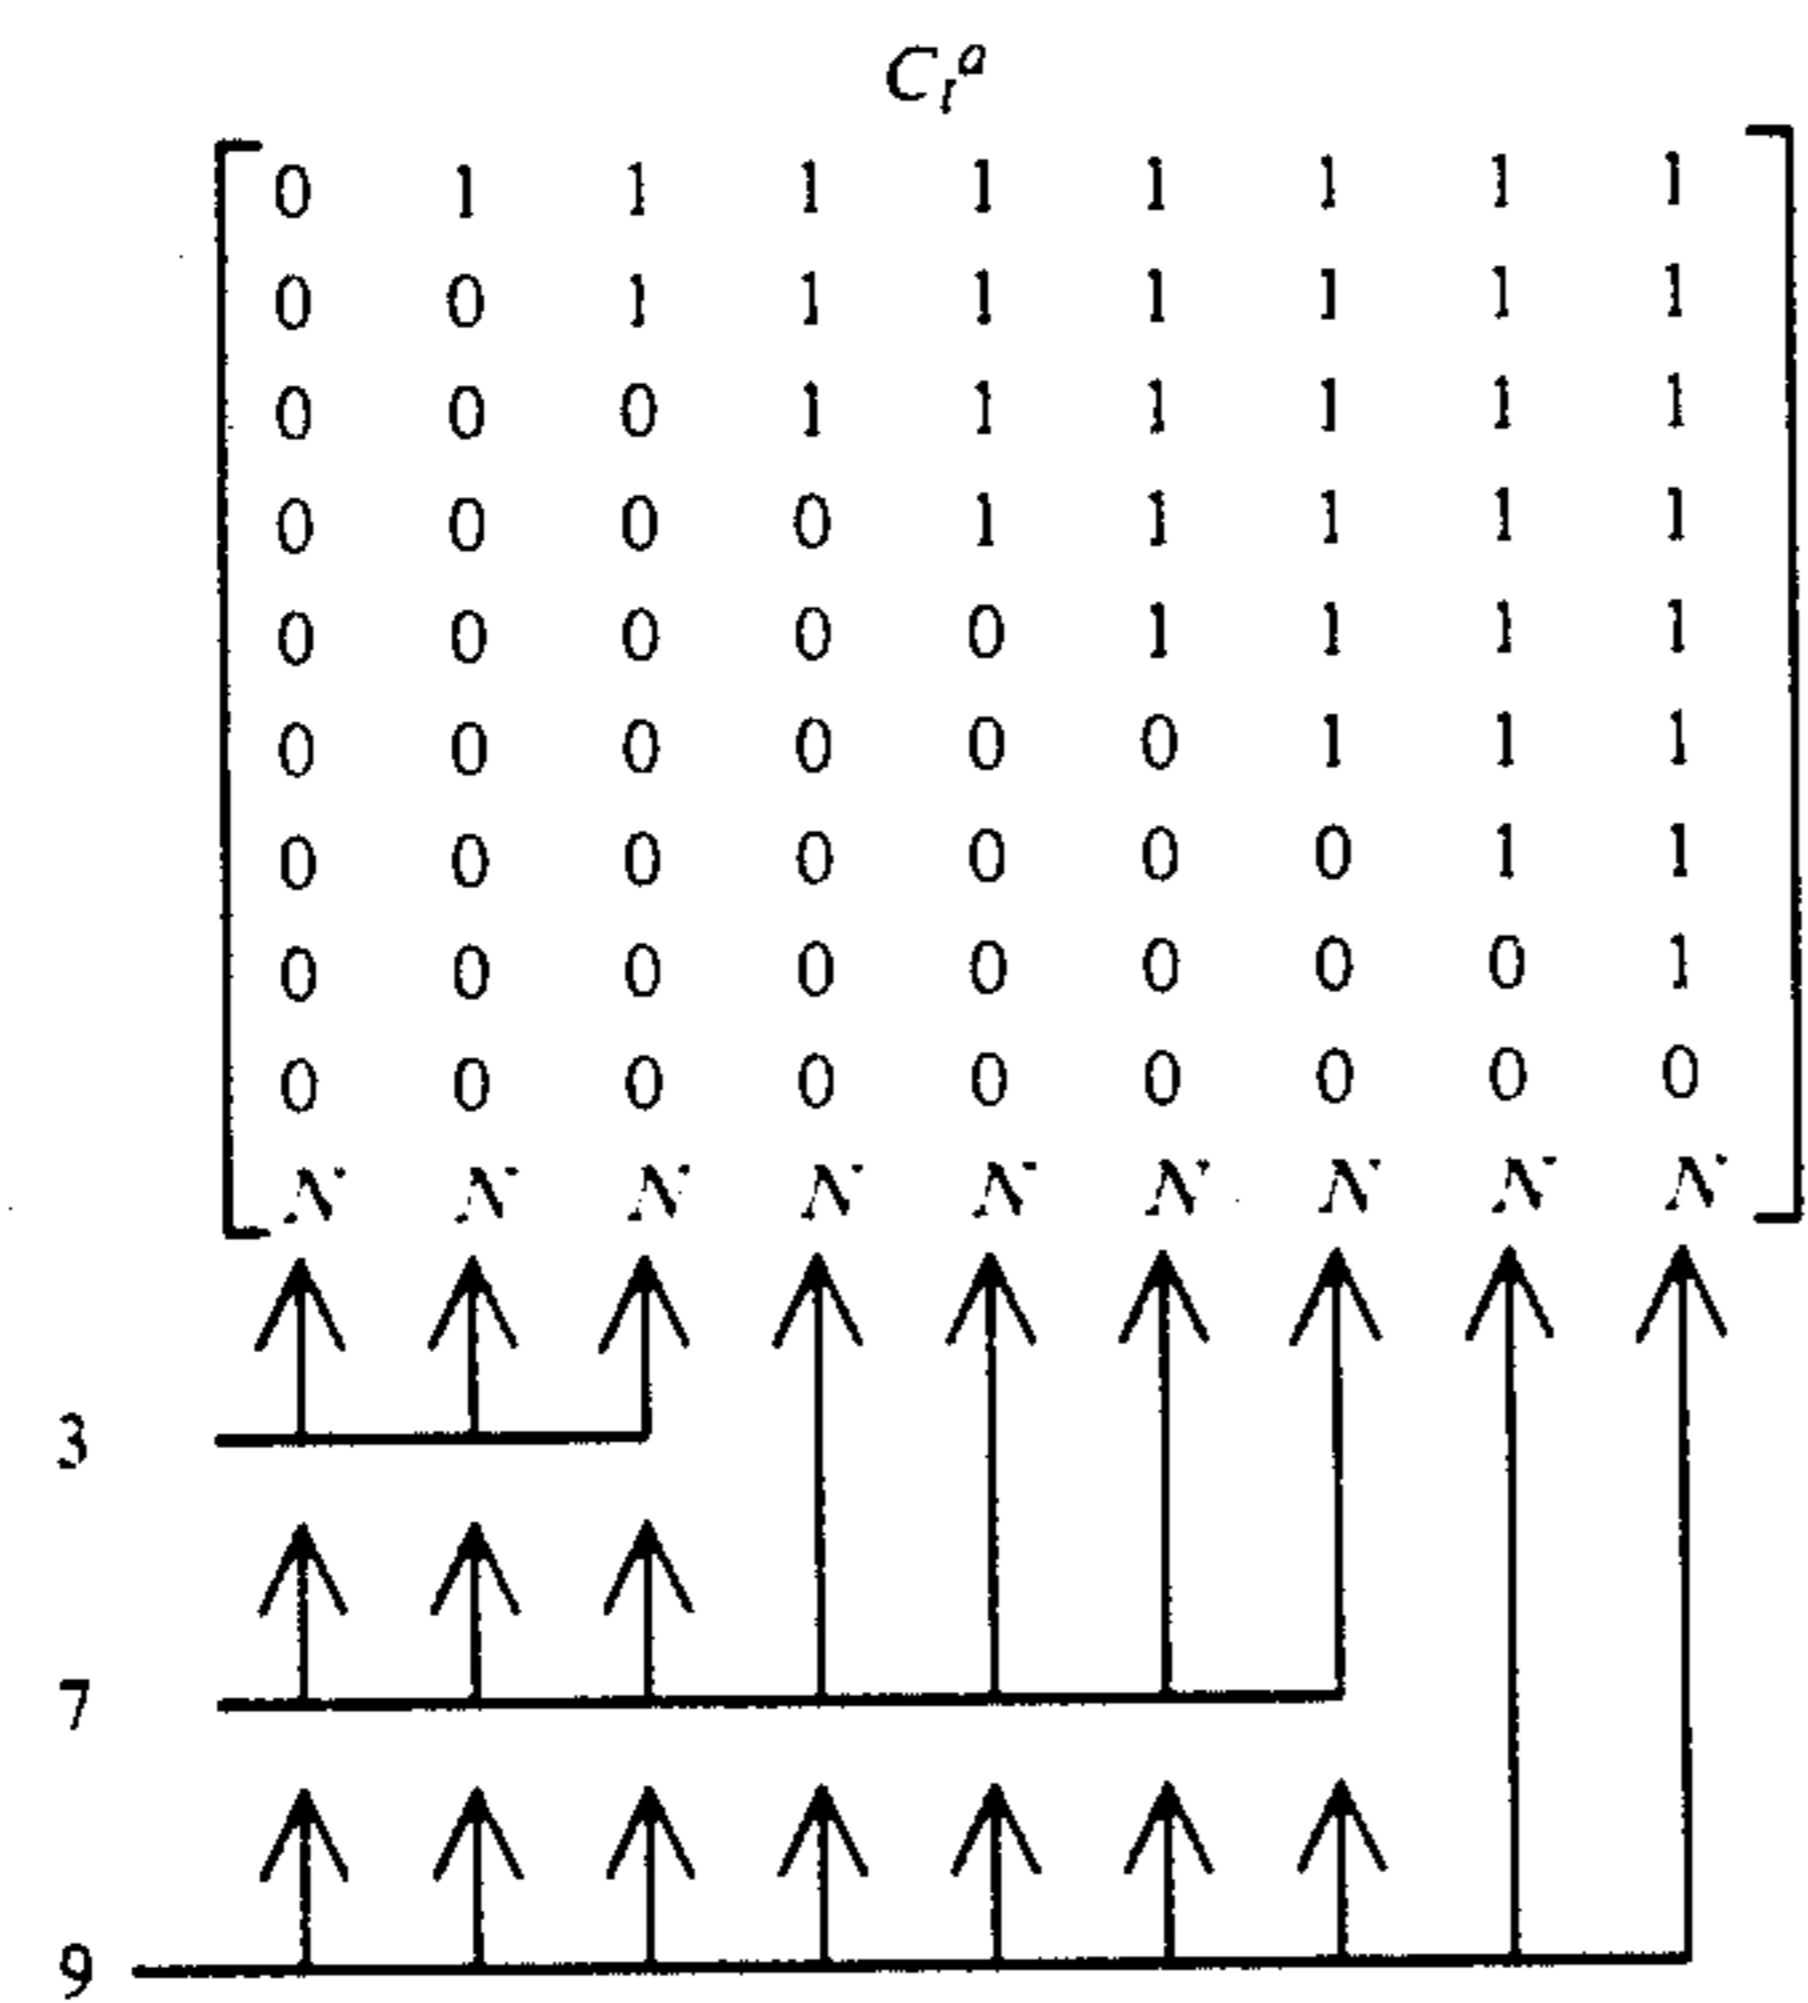 C_i^a
0 1 1 1 1 1 1 1 1
0 0 1 1 1 1 1 1 1
0 0 0 1 1 1 1 1 1
0 0 0 0 1 1 1 1 1
0 0 0 0 0 1 1 1 1
0 0 0 0 0 0 1 1 1
0 0 0 0 0 0 0 1 1
0 0 0 0 0 0 0 0 1
0 0 0 0 0 0 0 0 0
N N N N N N N N N
3
7
9